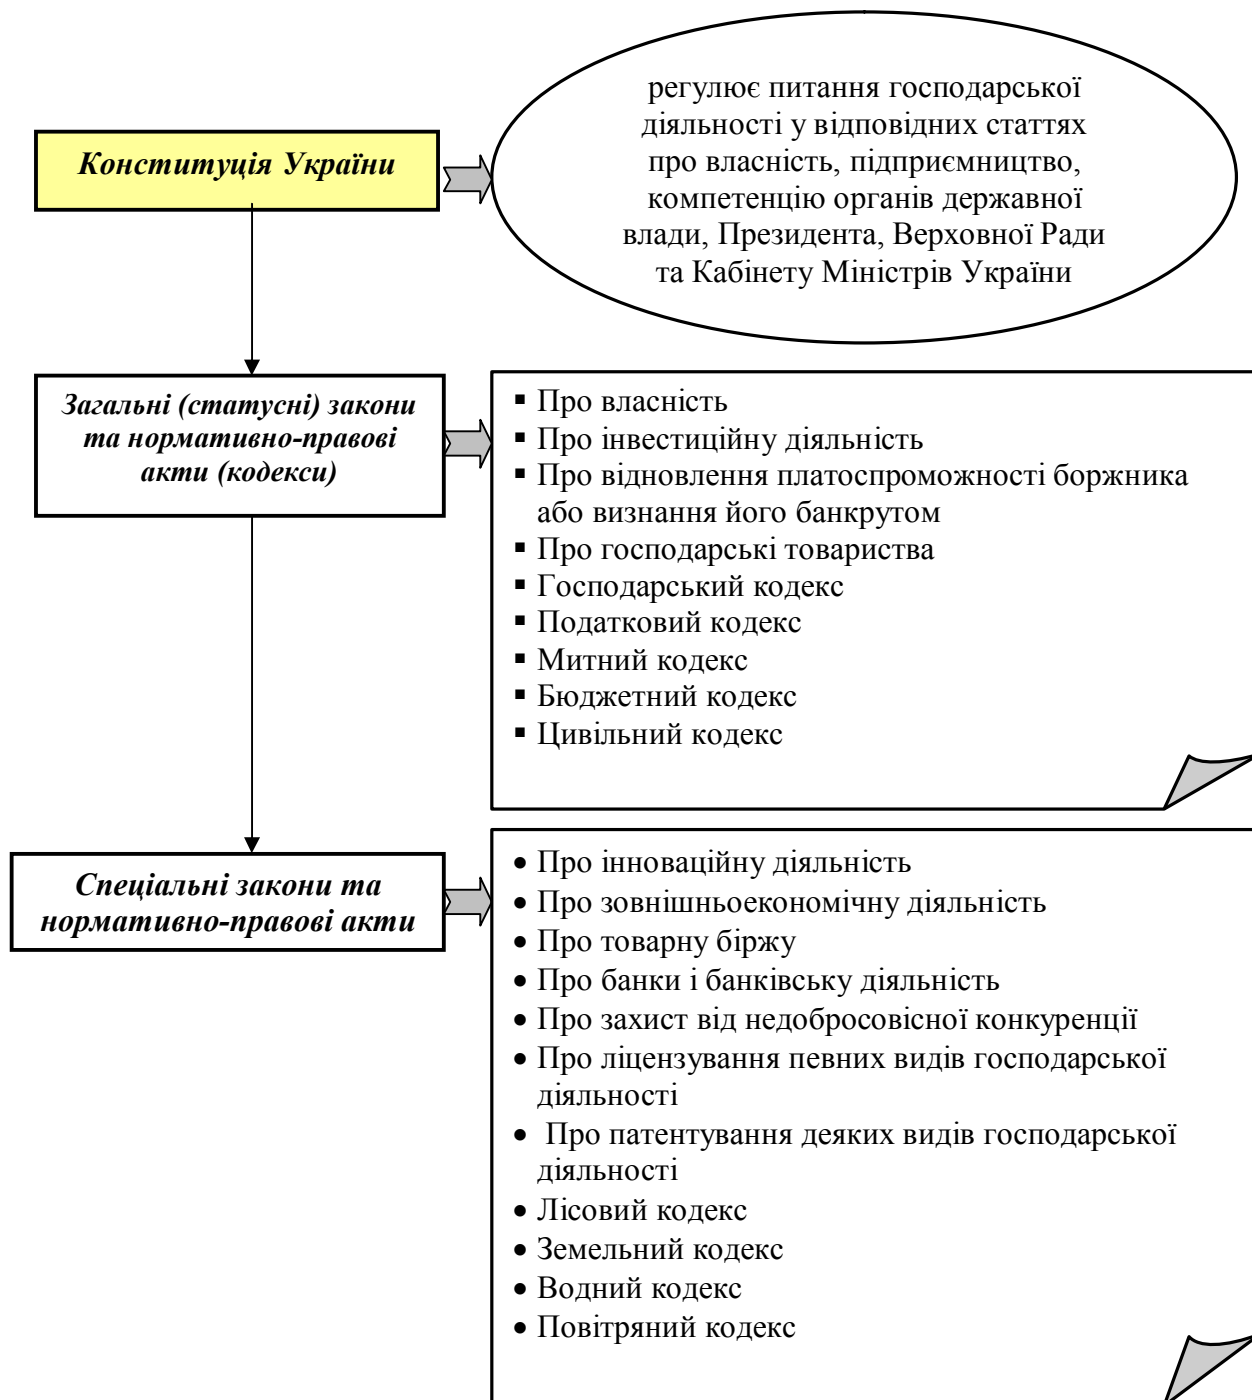 Конституція України
регулює питання господарської
діяльності у відповідних статтях
про власність, підприємництво,
компетенцію органів державної
влади, Президента, Верховної Ради
та Кабінету Міністрів України
Загальні (статусні) закони
та нормативно-правові
акти (кодекси)
▪ Про власність
▪ Про інвестиційну діяльність
▪ Про відновлення платоспроможності боржника
або визнання його банкрутом
▪ Про господарські товариства
▪ Господарський кодекс
▪ Податковий кодекс
▪ Митний кодекс
▪ Бюджетний кодекс
▪ Цивільний кодекс
Спеціальні закони та
нормативно-правові акти
• Про інноваційну діяльність
• Про зовнішньоекономічну діяльність
• Про товарну біржу
• Про банки і банківську діяльність
• Про захист від недобросовісної конкуренції
• Про ліцензування певних видів господарської
діяльності
• Про патентування деяких видів господарської
діяльності
• Лісовий кодекс
• Земельний кодекс
• Водний кодекс
• Повітряний кодекс